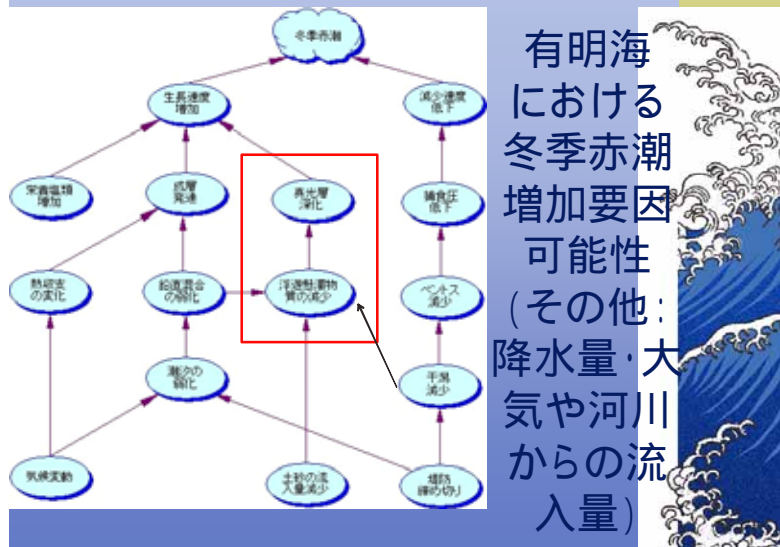 冬季赤潮
生長速度
増加
減少速度
低下
栄養塩類
増加
成層
発達
真光層
深化
捕食圧
低下
熱収支
の変化
鉛直混合
の弱化
浮遊懸濁物
質の減少
ベントス
減少
潮汐の
弱化
干潟
減少
気候変動
土砂の流
入量減少
堤防
締め切り
有明海
における
冬季赤潮
増加要因
可能性
(その他:
降水量・大
気や河川
からの流
入量)